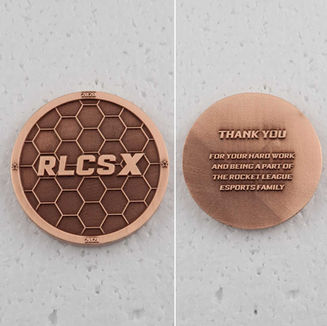 2020
RLCS X
2021
THANK YOU
FOR YOUR HARD WORK
AND BEING A PART OF
THE ROCKET LEAGUE
ESPORTS FAMILY